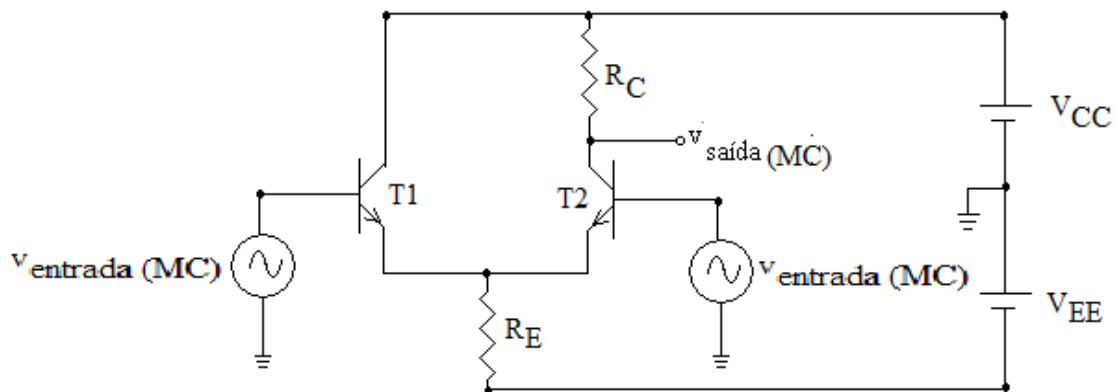 R_C
V_CC
v_saída (MC)
T1
T2
v_entrada (MC)
v_entrada (MC)
R_E
V_EE